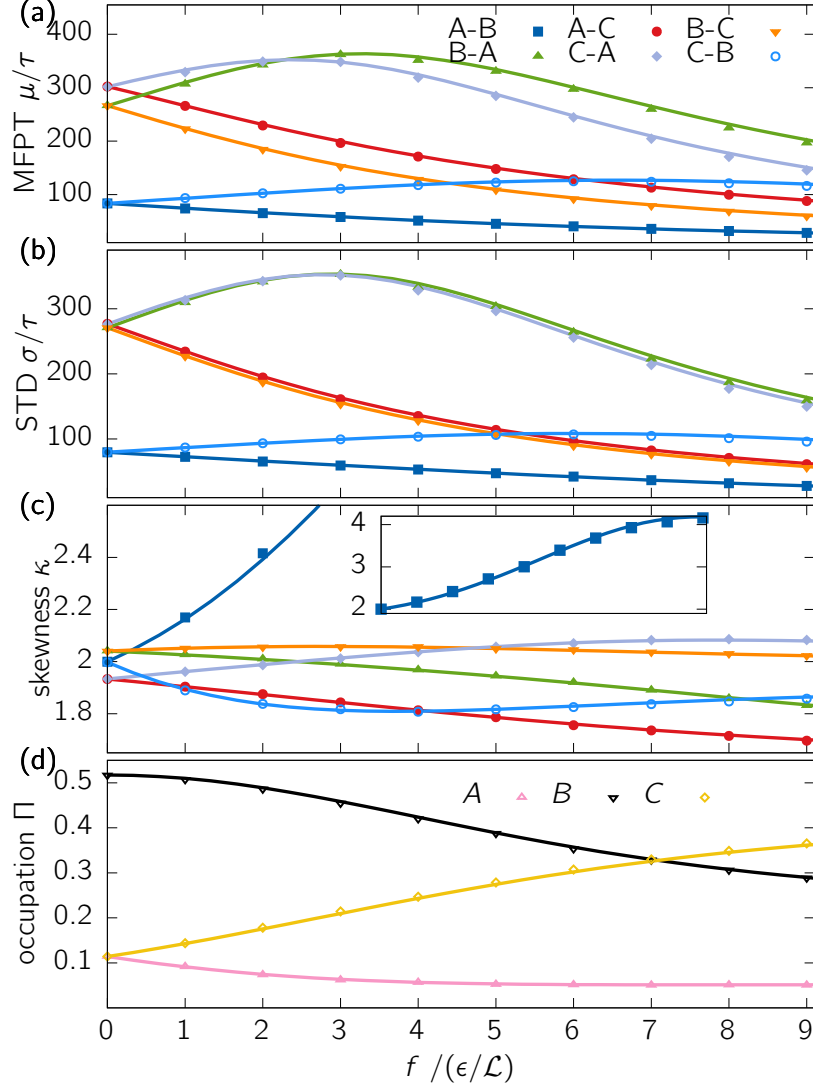 (a)
A-B A-C B-C
B-A C-A C-B
MFPT μ/τ
400
300
200
100
(b)
STD σ/τ
300
200
100
(c)
skewness κ
2.4
2.2
2
1.8
4
3
2
(d)
occupation Π
A B C
0.5
0.4
0.3
0.2
0.1
0 1 2 3 4 5 6 7 8 9
f /(ϵ/ℒ)